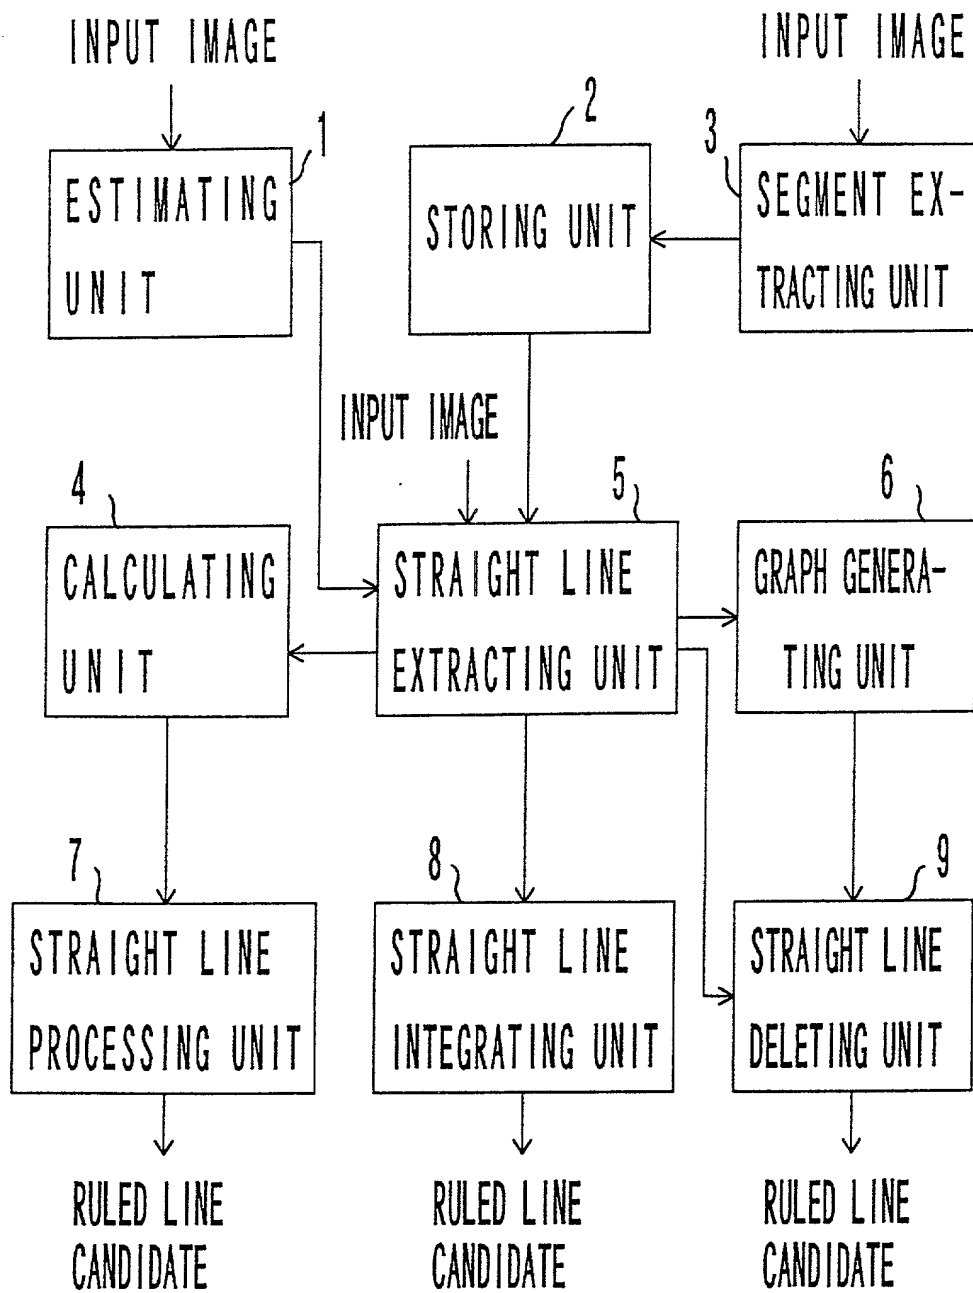 INPUT IMAGE
INPUT IMAGE
1
2
3
ESTIMATING
UNIT
STORING UNIT
SEGMENT EX-
TRACTING UNIT
INPUT IMAGE
4
5
6
CALCULATING
UNIT
STRAIGHT LINE
EXTRACTING UNIT
GRAPH GENERA-
TING UNIT
7
8
9
STRAIGHT LINE
PROCESSING UNIT
STRAIGHT LINE
INTEGRATING UNIT
STRAIGHT LINE
DELETING UNIT
RULED LINE
CANDIDATE
RULED LINE
CANDIDATE
RULED LINE
CANDIDATE